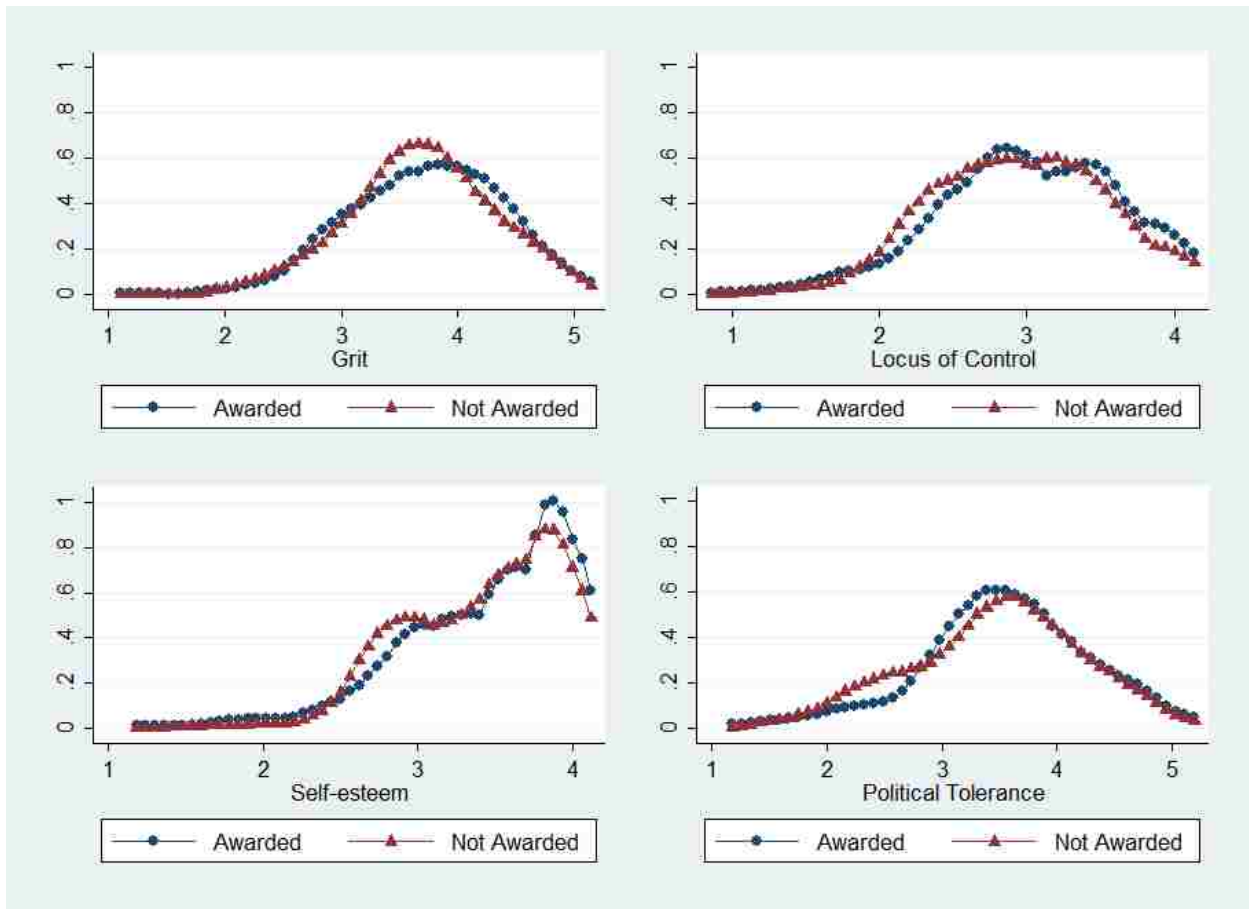 1
.8
.6
.4
.2
0
1 2 3 4 5
Grit
Awarded Not Awarded
1
.8
.6
.4
.2
0
1 2 3 4
Locus of Control
Awarded Not Awarded
1
.8
.6
.4
.2
0
1 2 3 4
Self-esteem
Awarded Not Awarded
1
.8
.6
.4
.2
0
1 2 3 4 5
Political Tolerance
Awarded Not Awarded